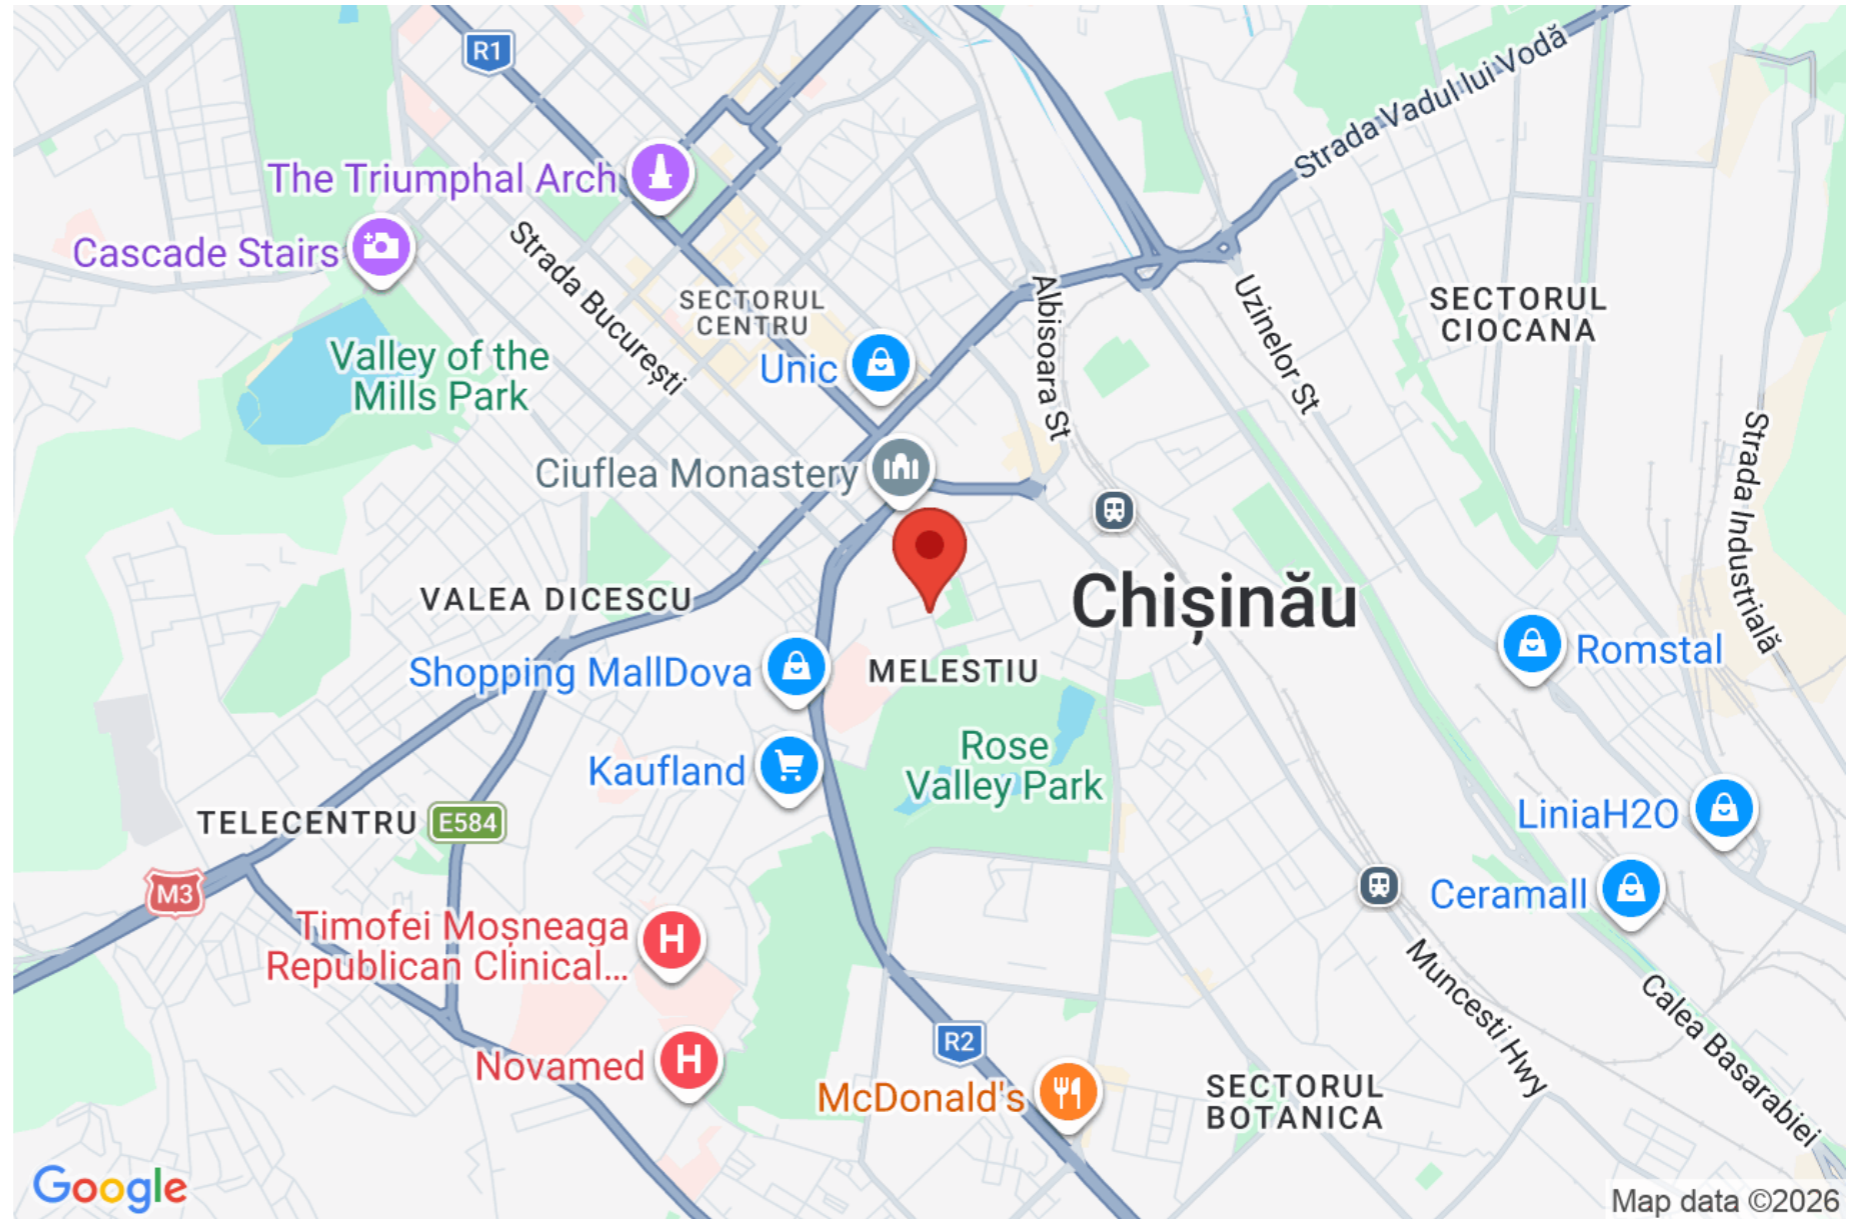 R1
Strada Vadul lui Vodă
The Triumphal Arch
Cascade Stairs
Strada București
SECTORUL
CENTRU
Albisoara St
Uzinelor St
SECTORUL
CIOCANA
Valley of the
Mills Park
Unic
Strada Industrială
Ciuflea Monastery
VALEA DICESCU
Chișinău
Romstal
Shopping MallDova
MELESTIU
Kaufland
Rose
Valley Park
TELECENTRU
E584
LiniaH2O
M3
Ceramall
Timofei Moșneaga
Republican Clinical...
Muncesti Hwy
Calea Basarabiei
R2
Novamed
McDonald's
SECTORUL
BOTANICA
H
H
Google
Map data ©2026